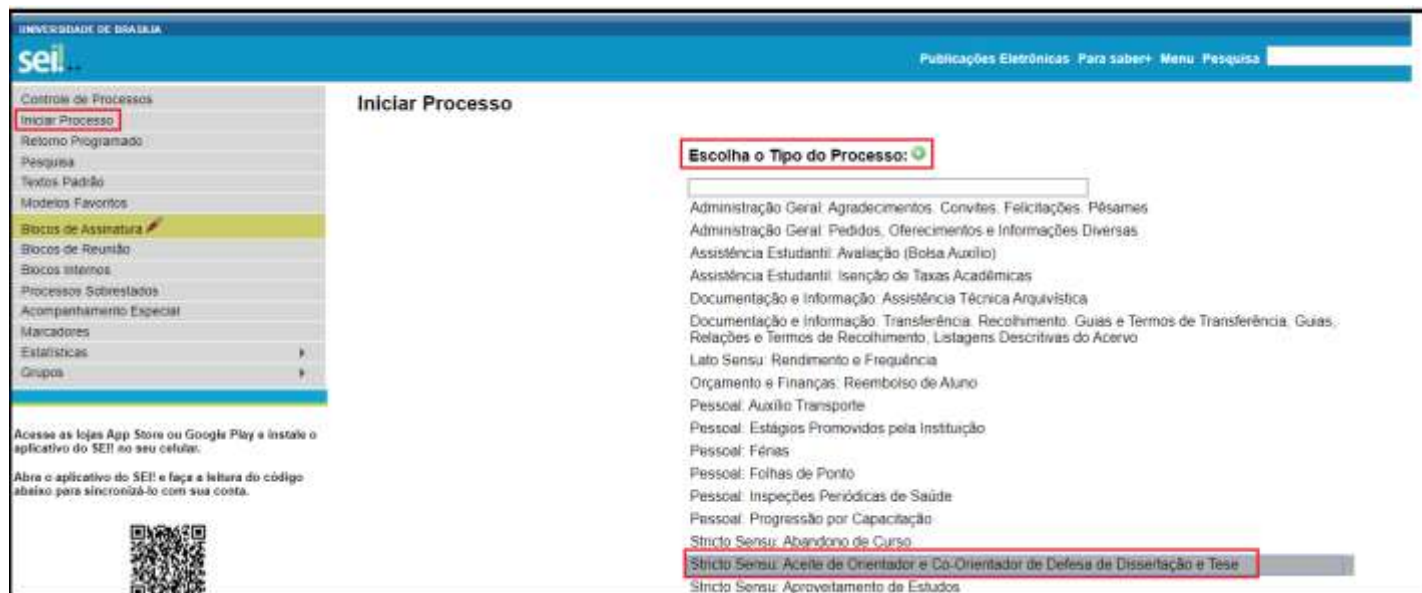 UNIVERSIDADE DE BRASÍLIA
sei!
Publicações Eletrônicas Para saber+ Menu Pesquisa
Controle de Processos
Iniciar Processo
Retorno Programado
Pesquisa
Textos Padrão
Modelos Favoritos
Blocos de Assinatura
Blocos de Reunião
Blocos Internos
Processos Sobrestados
Acompanhamento Especial
Marcadores
Estatísticas
Grupos
Acesse as lojas App Store ou Google Play e instale o
aplicativo do SEI! no seu celular.
Abra o aplicativo do SEI! e faça a leitura do código
abaixo para sincronizá-lo com sua conta.
Iniciar Processo
Escolha o Tipo do Processo:
Administração Geral: Agradecimentos. Convites. Felicitações. Pêsames
Administração Geral: Pedidos, Oferecimentos e Informações Diversas
Assistência Estudantil: Avaliação (Bolsa Auxílio)
Assistência Estudantil: Isenção de Taxas Acadêmicas
Documentação e Informação: Assistência Técnica Arquivística
Documentação e Informação: Transferência. Recolhimento. Guias e Termos de Transferência, Guias,
Relações e Termos de Recolhimento, Listagens Descritivas do Acervo
Lato Sensu: Rendimento e Frequência
Orçamento e Finanças: Reembolso de Aluno
Pessoal: Auxílio Transporte
Pessoal: Estágios Promovidos pela Instituição
Pessoal: Férias
Pessoal: Folhas de Ponto
Pessoal: Inspeções Periódicas de Saúde
Pessoal: Progressão por Capacitação
Stricto Sensu: Abandono de Curso
Stricto Sensu: Aceite de Orientador e Co-Orientador de Defesa de Dissertação e Tese
Stricto Sensu: Aproveitamento de Estudos